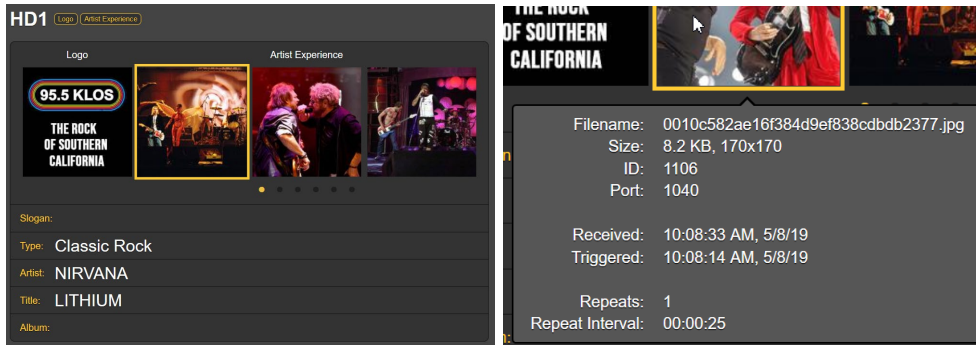 HD1 Logo Artist Experience
Logo
Artist Experience
95.5 KLOS
THE ROCK
OF SOUTHERN
CALIFORNIA
Slogan:
Type: Classic Rock
Artist: NIRVANA
Title: LITHIUM
Album:
THE ROCK
OF SOUTHERN
CALIFORNIA
Filename: 0010c582ae16f384d9ef838cdbdb2377.jpg
Size: 8.2 KB, 170x170
ID: 1106
Port: 1040
Received: 10:08:33 AM, 5/8/19
Triggered: 10:08:14 AM, 5/8/19
Repeats: 1
Repeat Interval: 00:00:25